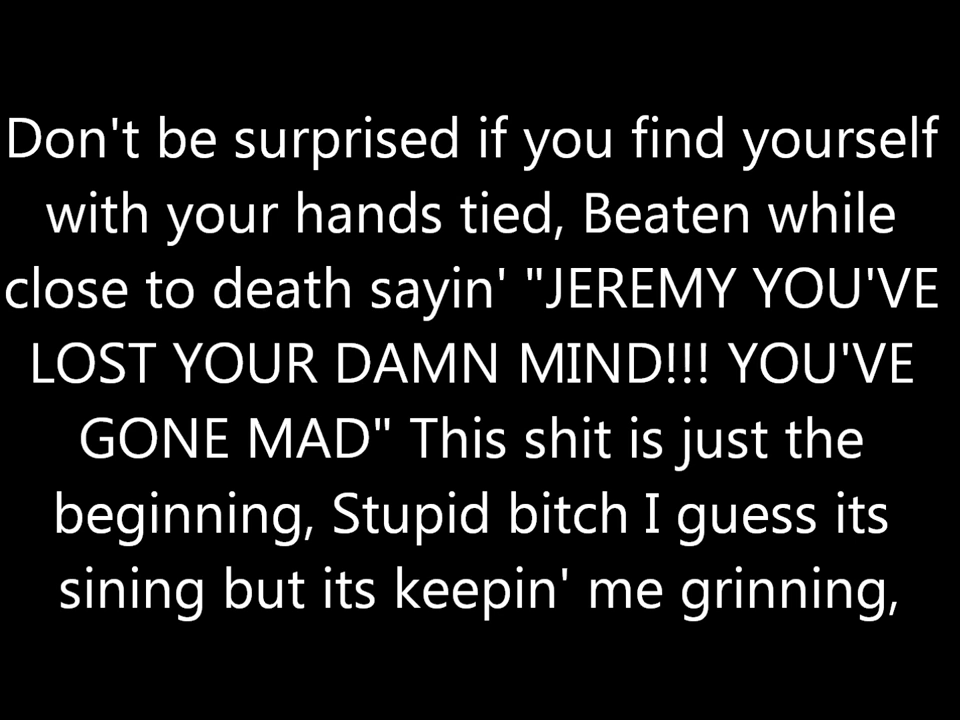 Don't be surprised if you find yourself
with your hands tied, Beaten while
close to death sayin' "JEREMY YOU'VE
LOST YOUR DAMN MIND!!! YOU'VE
GONE MAD" This shit is just the
beginning, Stupid bitch I guess its
sining but its keepin' me grinning,